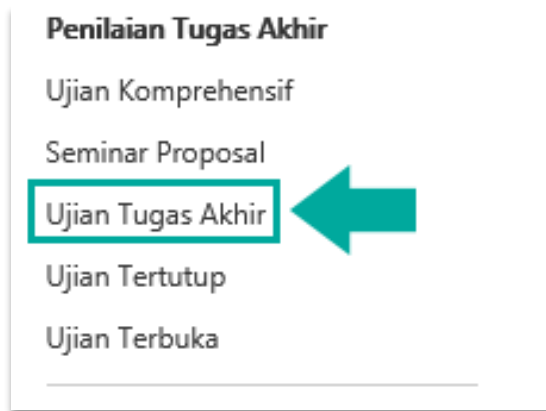 Penilaian Tugas Akhir
Ujian Komprehensif
Seminar Proposal
Ujian Tugas Akhir
Ujian Tertutup
Ujian Terbuka